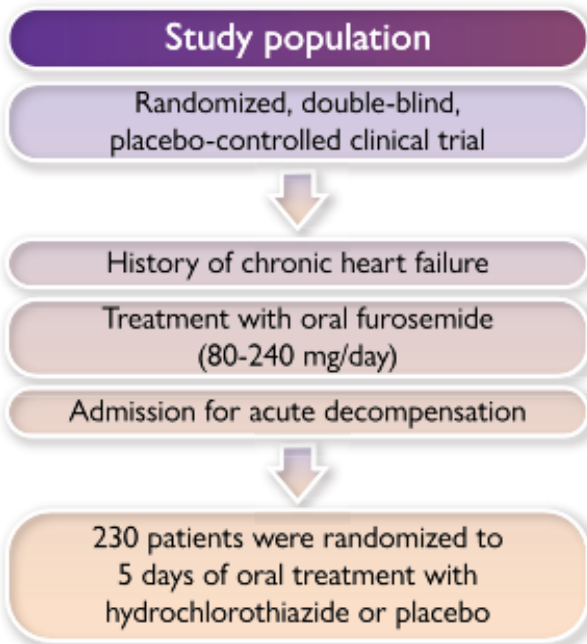 Study population
Randomized, double-blind,
placebo-controlled clinical trial
History of chronic heart failure
Treatment with oral furosemide
(80-240 mg/day)
Admission for acute decompensation
230 patients were randomized to
5 days of oral treatment with
hydrochlorothiazide or placebo